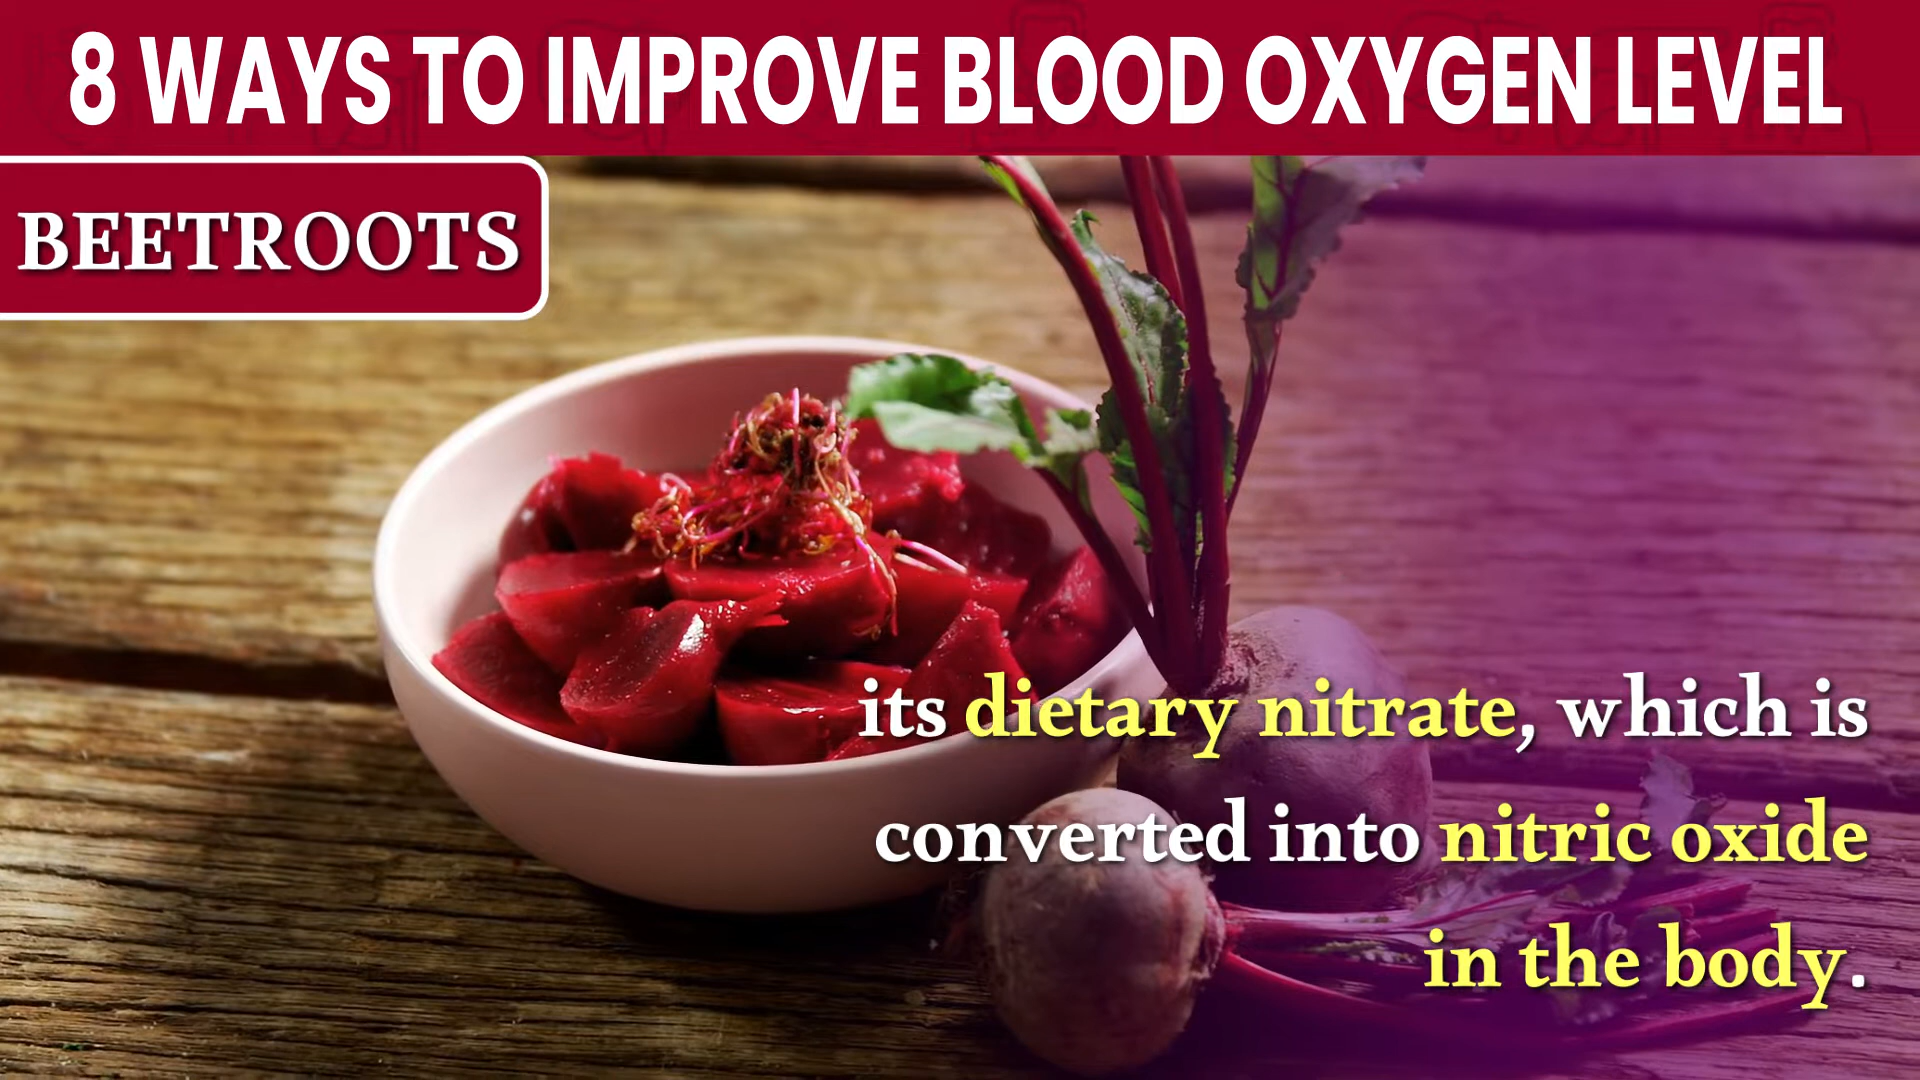 8 WAYS TO IMPROVE BLOOD OXYGEN LEVEL
BEETROOTS
its dietary nitrate, which is
converted into nitric oxide
in the body.